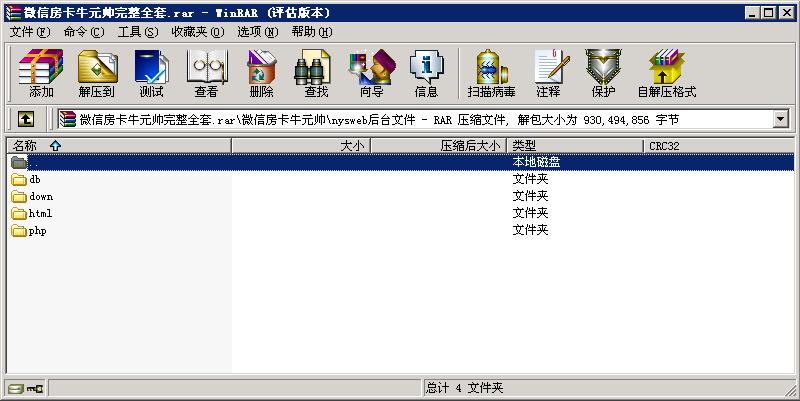 微信房卡牛元帅完整全套.rar - WinRAR (评估版本)
文件(F) 命令(C) 工具(S) 收藏夹(O) 选项(N) 帮助(H)
添加 解压到 测试 查看 删除 查找 向导 信息 扫描病毒 注释 保护 自解压格式
微信房卡牛元帅完整全套.rar\微信房卡牛元帅\nysweb后台文件 - RAR 压缩文件, 解包大小为 930,494,856 字节
名称 大小 压缩后大小 类型 CRC32
.. 本地磁盘
db 文件夹
down 文件夹
html 文件夹
php 文件夹
总计 4 文件夹